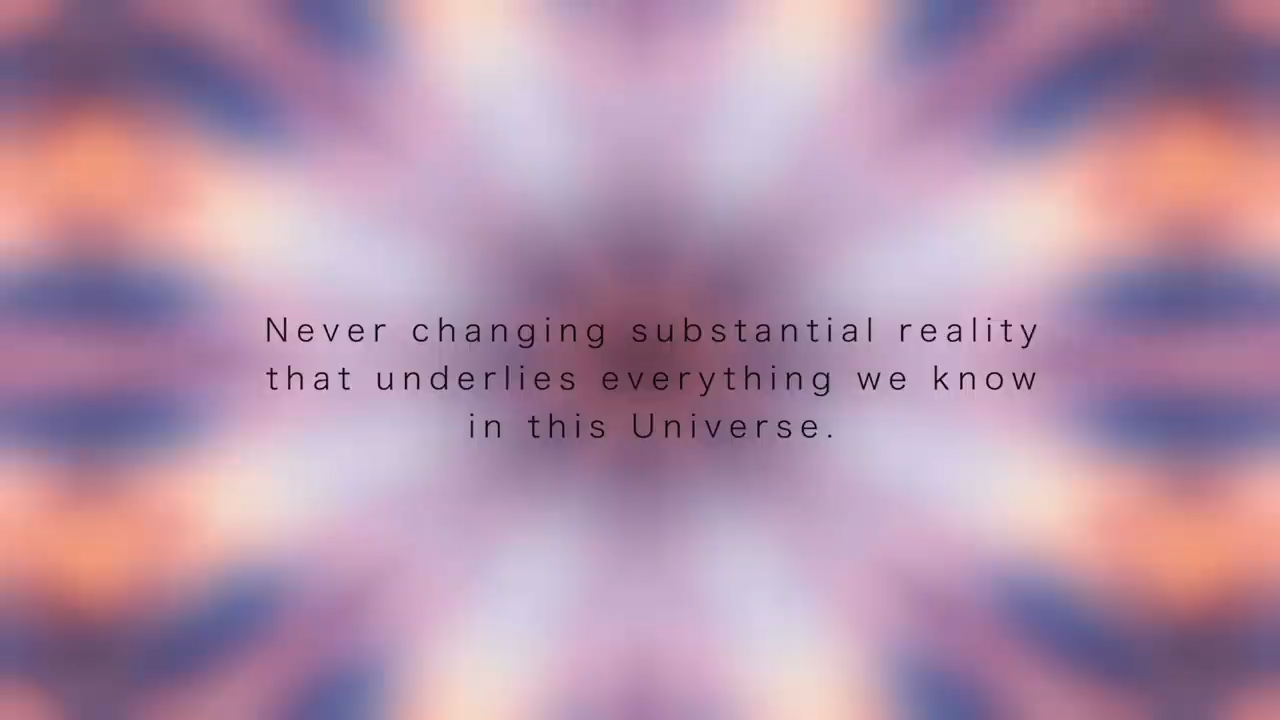 Never changing substantial reality
that underlies everything we know
in this Universe.